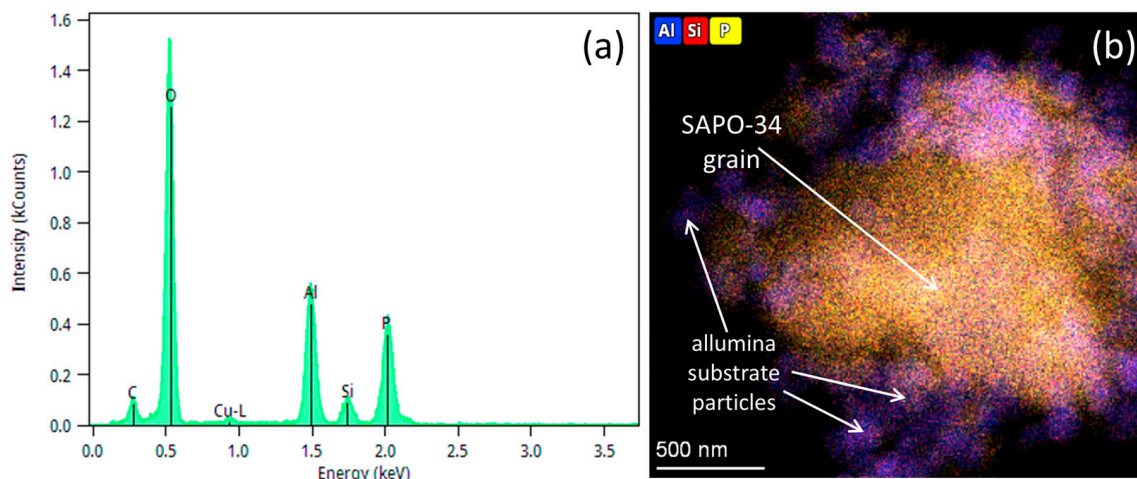 (a)
1.6
1.4
1.2
1.0
0.8
0.6
0.4
0.2
0.0
Intensity (kCounts)
C
O
Cu-L
Al
Si
P
0.0 0.5 1.0 1.5 2.0 2.5 3.0 3.5
Energy (keV)
Al Si P
(b)
SAPO-34
grain
allumina
substrate
particles
500 nm